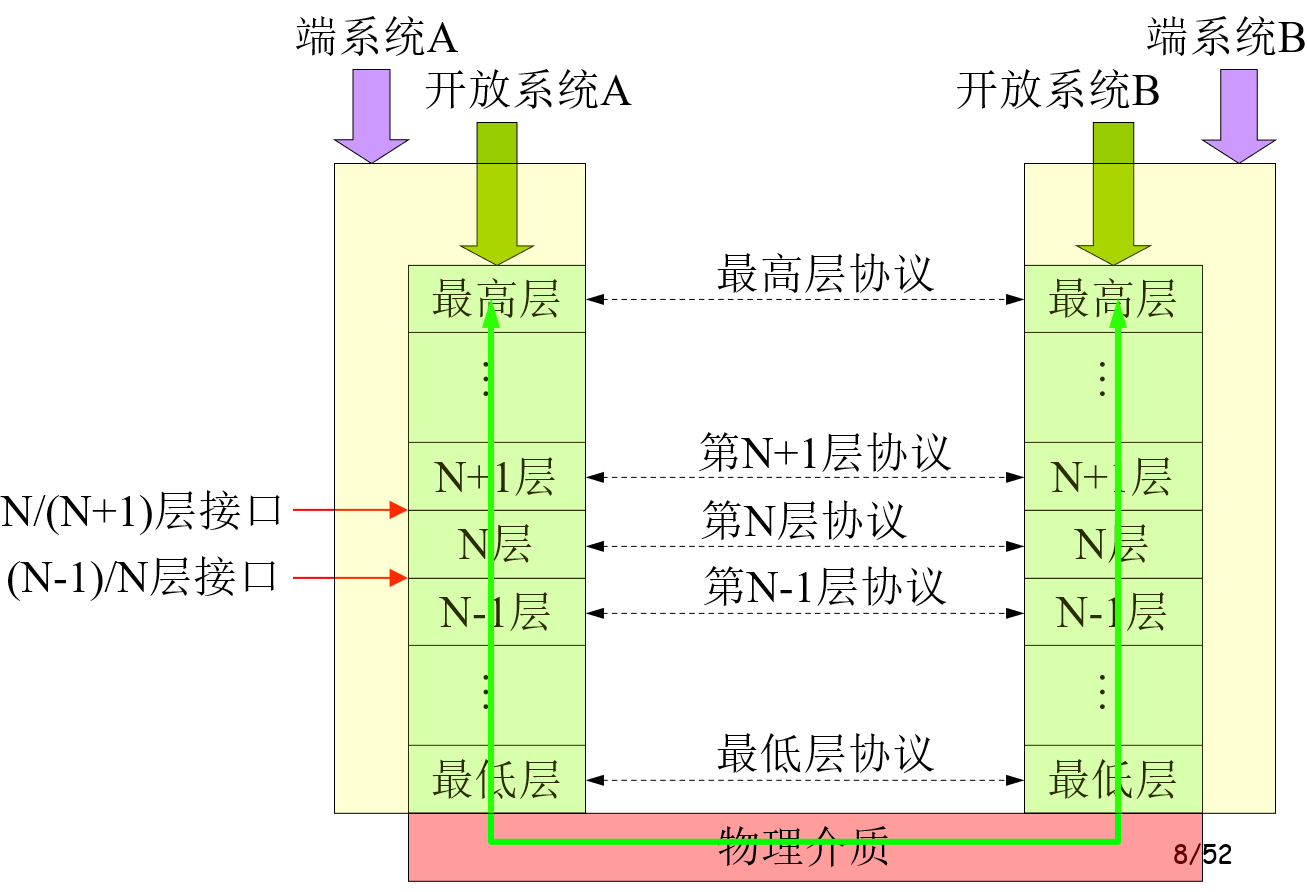 端系统A
端系统B
开放系统A
开放系统B
最高层
最高层协议
最高层
⋮
⋮
N+1层
第N+1层协议
N+1层
N/(N+1)层接口
N层
第N层协议
N层
(N-1)/N层接口
N-1层
第N-1层协议
N-1层
⋮
⋮
最低层
最低层协议
最低层
物理介质
8/52